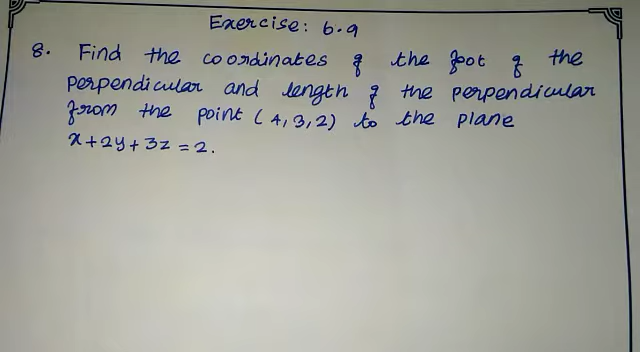 Exercise: 6.9
8. Find the coordinates of the foot of the
perpendicular and length of the perpendicular
from the point (4,3,2) to the plane
x+2y+3z=2.